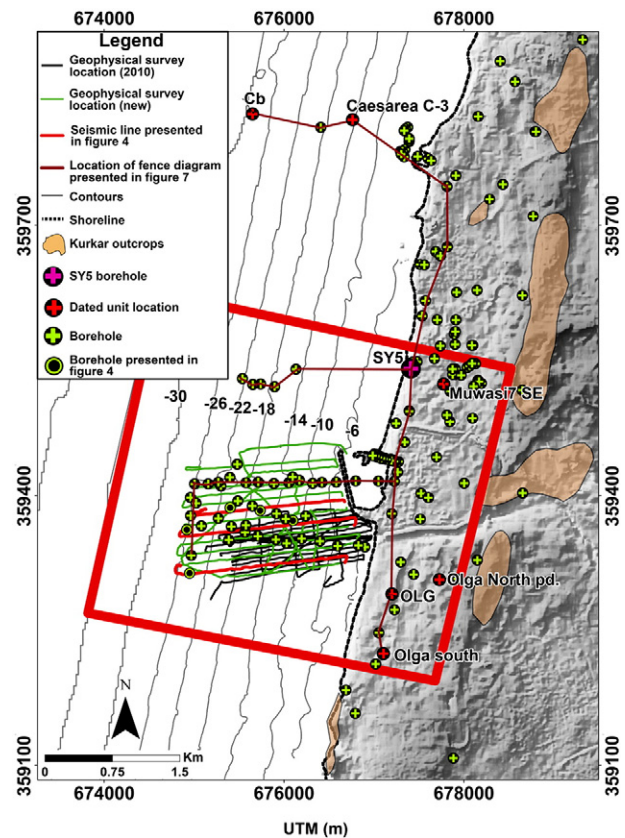 674000 676000 678000
Legend
Geophysical survey
location (2010)
Geophysical survey
location (new)
Seismic line presented
in figure 4
Location of fence diagram
presented in figure 7
Contours
Shoreline
Kurkar outcrops
SY5 borehole
Dated unit location
Borehole
Borehole presented in
figure 4
Cb
Caesarea C-3
359700
359700
SY5
Muwasi7 SE
-30
-26
-22
-18
-14
-10
-6
359400
359400
Olga North pd.
OLG
Olga south
N
Km
0 0.75 1.5
359100
359100
674000 676000 678000
UTM (m)